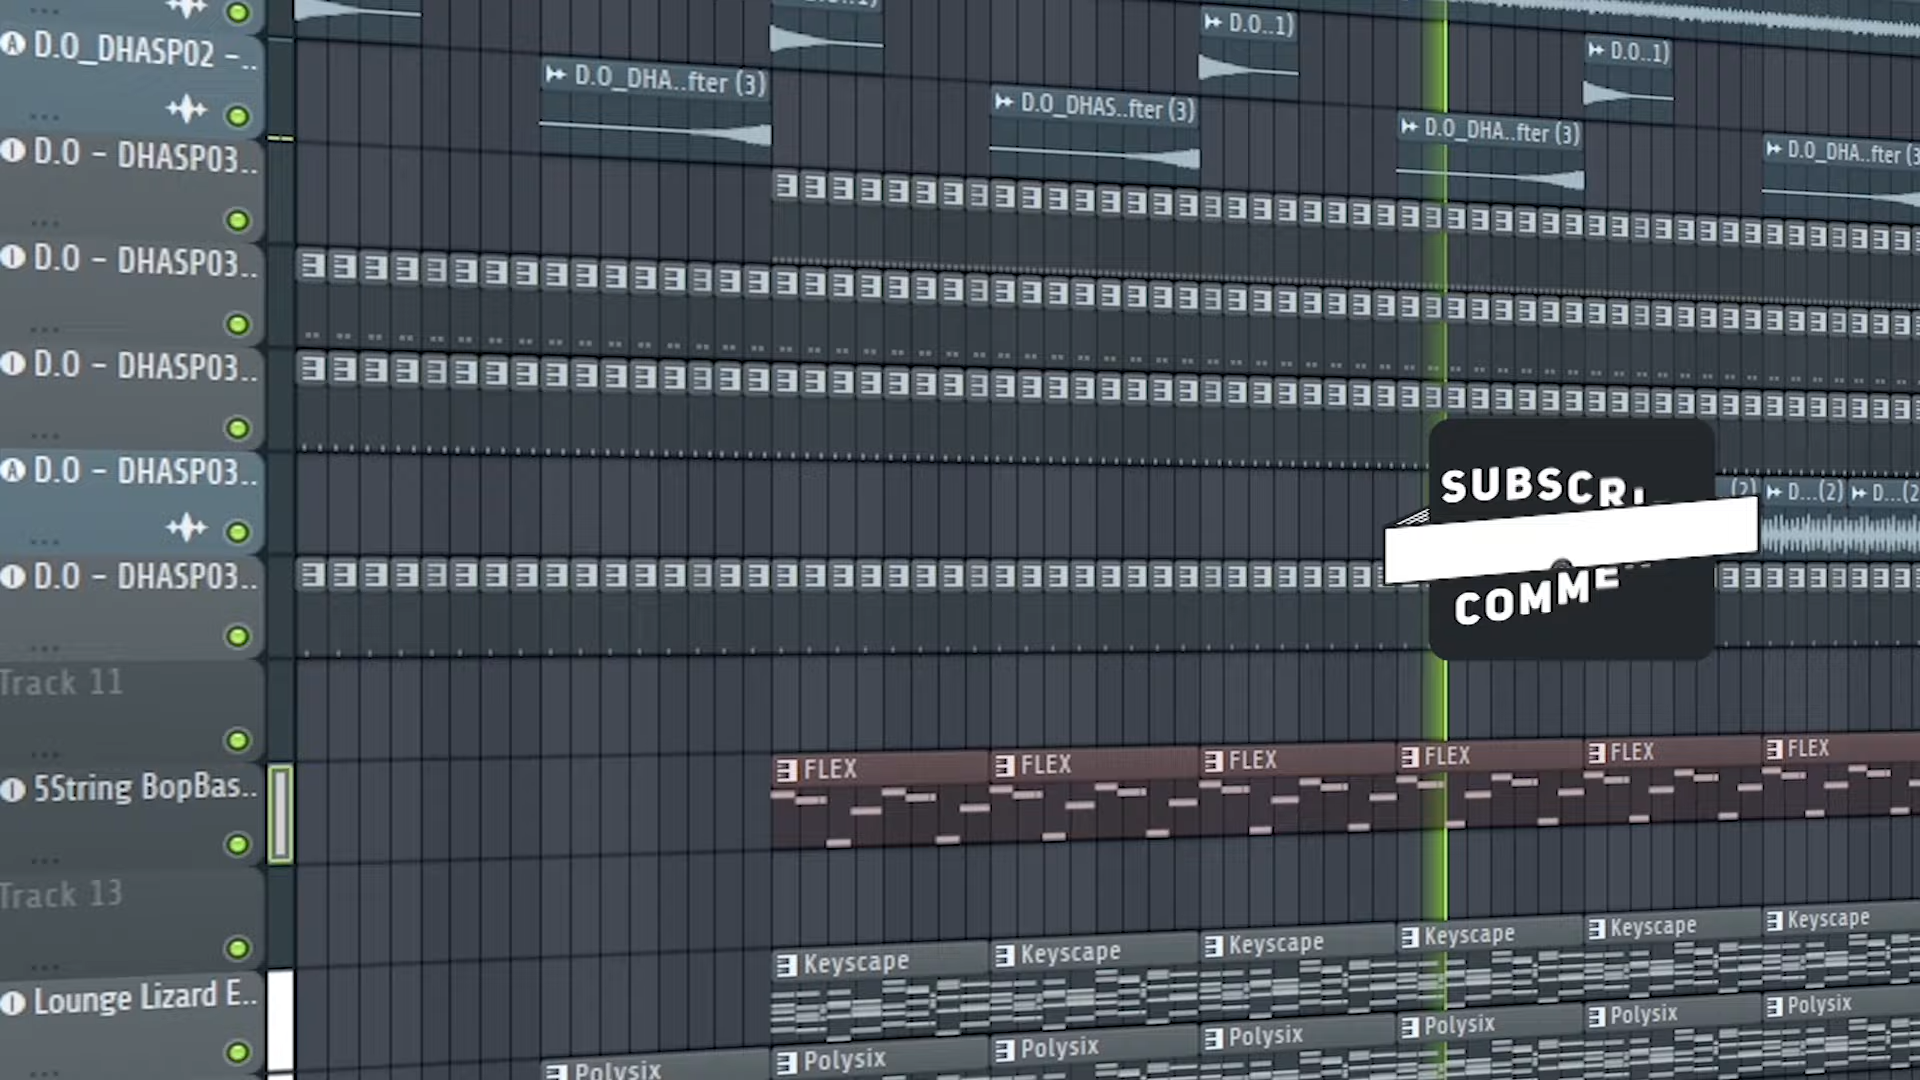 D.O_DHASP02 -..
D.O - DHASP03..
D.O - DHASP03..
D.O - DHASP03..
D.O - DHASP03..
D.O - DHASP03..
Track 11
5String BopBas..
Track 13
Lounge Lizard E..
D.O..1)
D.O..1)
D.O_DHA..fter (3)
D.O_DHAS..fter (3)
D.O_DHA..fter (3)
D.O_DHA..fter (3
SUBSCRI
COMME
(2) D...(2) D...(2
FLEX FLEX FLEX FLEX FLEX FLEX
Keyscape Keyscape Keyscape Keyscape Keyscape Keyscape
Polysix Polysix Polysix Polysix Polysix Polysix Polysix